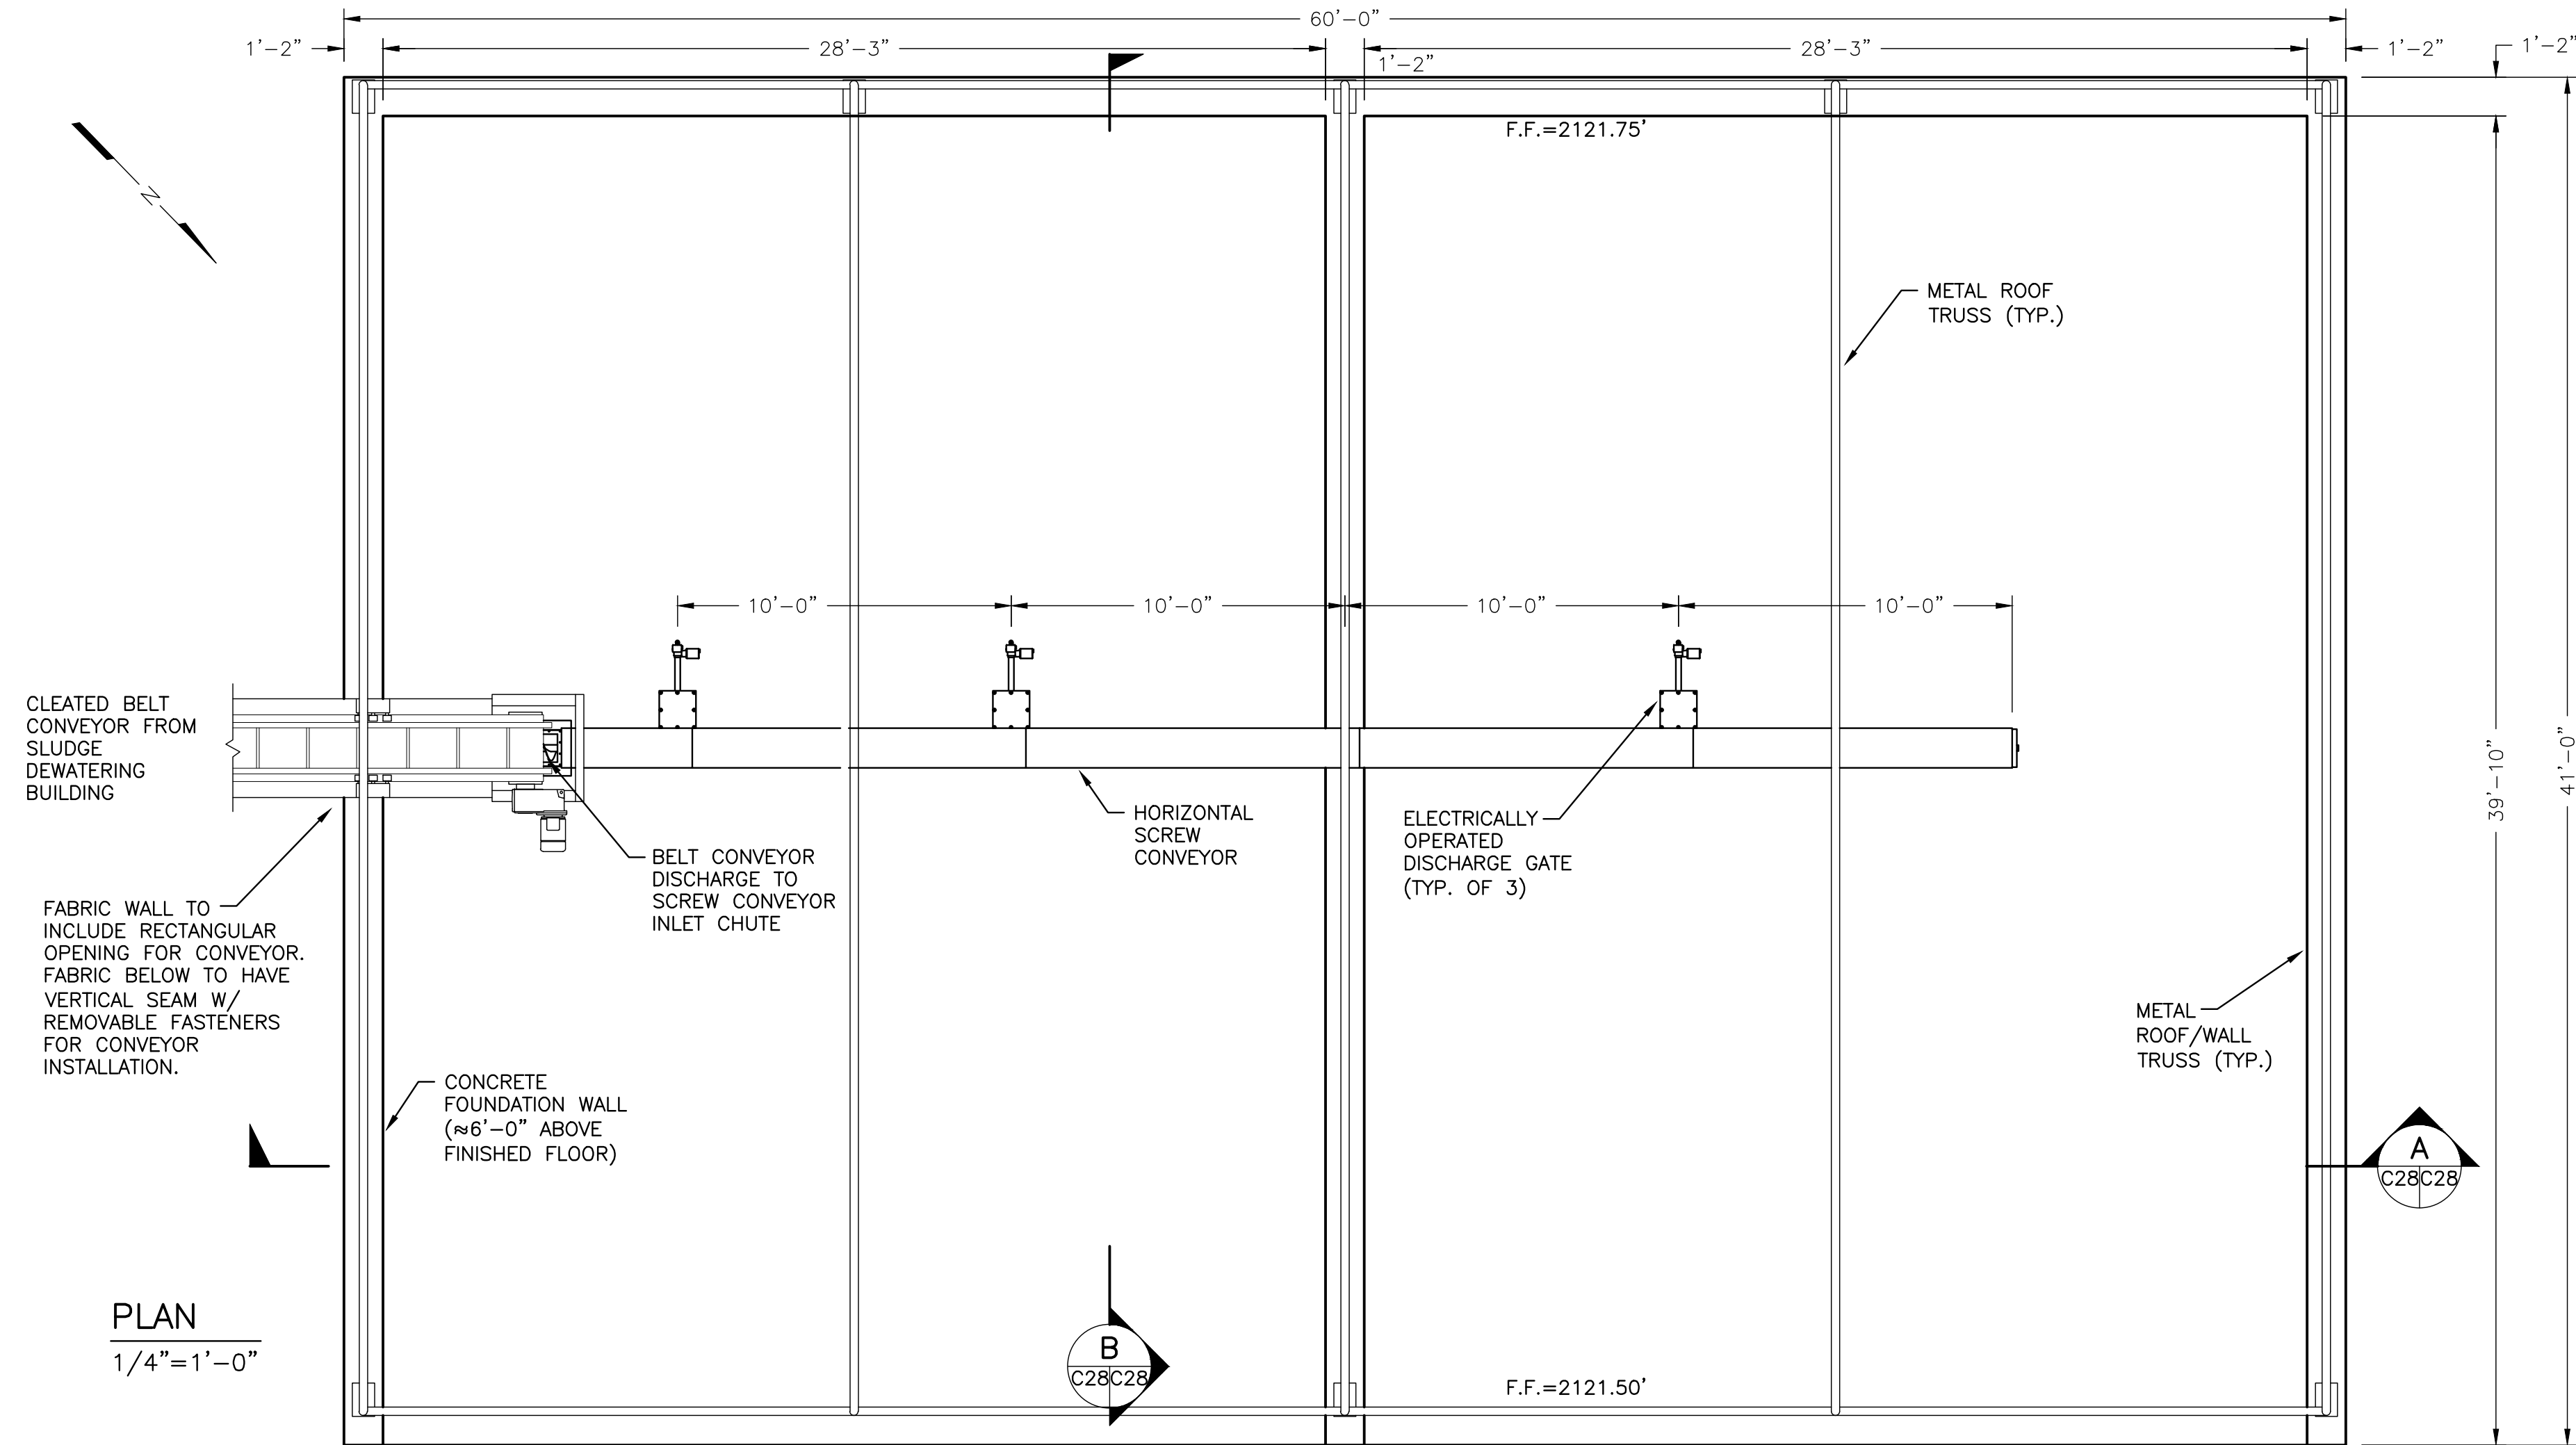 60'-0"
1'-2"
28'-3"
1'-2"
28'-3"
1'-2"
1'-2"
F.F.=2121.75'
N
METAL ROOF
TRUSS (TYP.)
10'-0"
10'-0"
10'-0"
10'-0"
CLEATED BELT
CONVEYOR FROM
SLUDGE
DEWATERING
BUILDING
39'-10"
41'-0"
HORIZONTAL
SCREW
CONVEYOR
ELECTRICALLY
OPERATED
DISCHARGE GATE
(TYP. OF 3)
BELT CONVEYOR
DISCHARGE TO
SCREW CONVEYOR
INLET CHUTE
FABRIC WALL TO
INCLUDE RECTANGULAR
OPENING FOR CONVEYOR.
FABRIC BELOW TO HAVE
VERTICAL SEAM W/
REMOVABLE FASTENERS
FOR CONVEYOR
INSTALLATION.
METAL
ROOF/WALL
TRUSS (TYP.)
CONCRETE
FOUNDATION WALL
(≈6'-0" ABOVE
FINISHED FLOOR)
A
C28 C28
PLAN
1/4"=1'-0"
B
C28 C28
F.F.=2121.50'